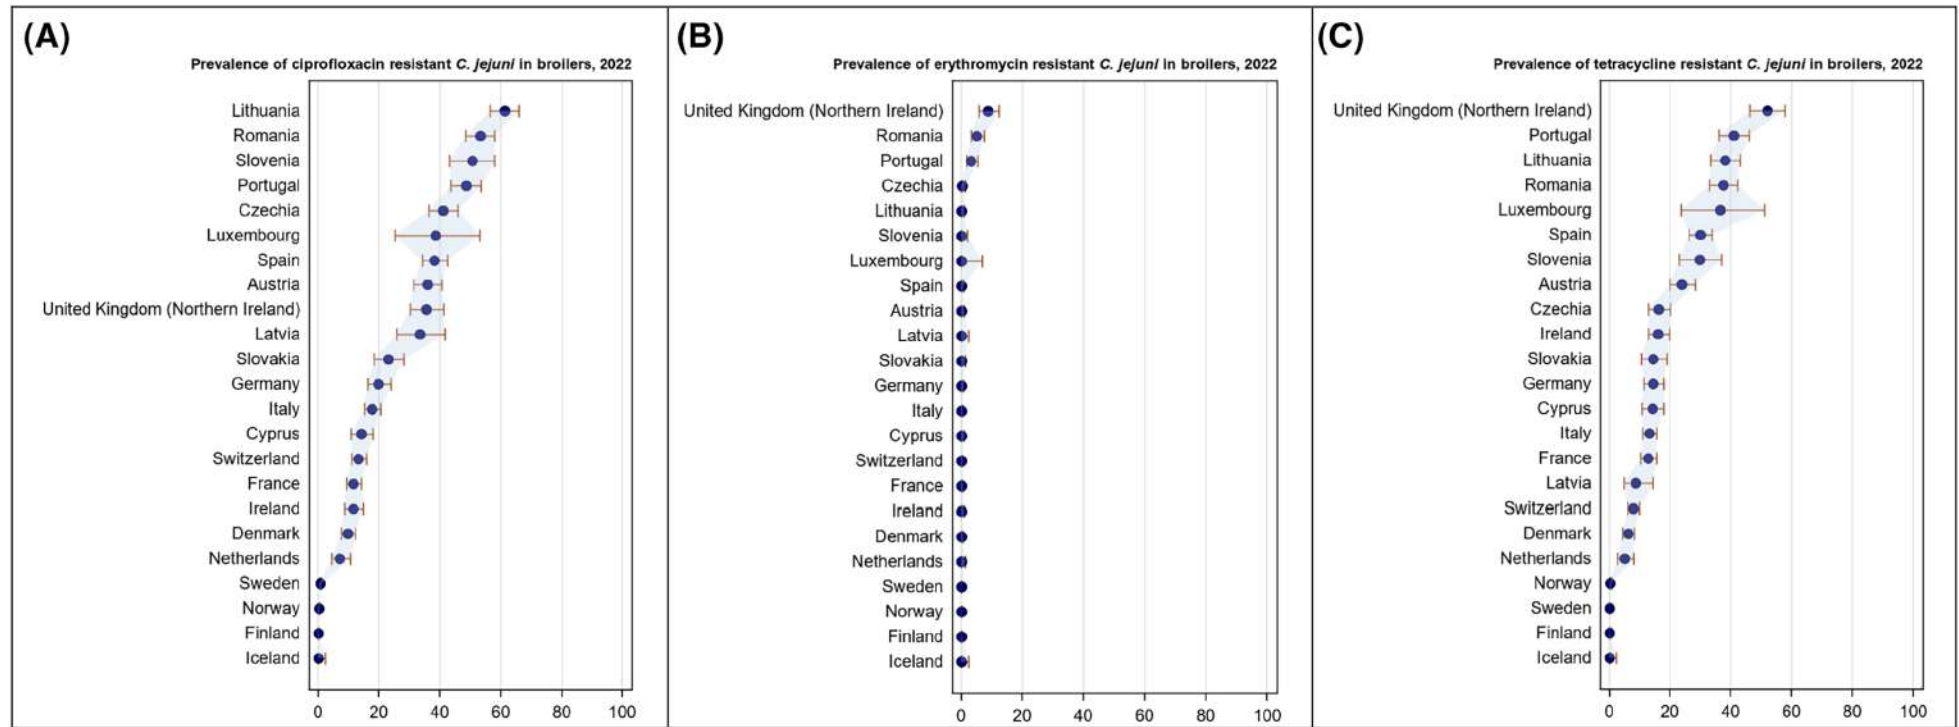 (A)
Prevalence of ciprofloxacin resistant C. jejuni in broilers, 2022
Lithuania
Romania
Slovenia
Portugal
Czechia
Luxembourg
Spain
Austria
United Kingdom (Northern Ireland)
Latvia
Slovakia
Germany
Italy
Cyprus
Switzerland
France
Ireland
Denmark
Netherlands
Sweden
Norway
Finland
Iceland
0 20 40 60 80 100
(B)
Prevalence of erythromycin resistant C. jejuni in broilers, 2022
United Kingdom (Northern Ireland)
Romania
Portugal
Czechia
Lithuania
Slovenia
Luxembourg
Spain
Austria
Latvia
Slovakia
Germany
Italy
Cyprus
Switzerland
France
Ireland
Denmark
Netherlands
Sweden
Norway
Finland
Iceland
0 20 40 60 80 100
(C)
Prevalence of tetracycline resistant C. jejuni in broilers, 2022
United Kingdom (Northern Ireland)
Portugal
Lithuania
Romania
Luxembourg
Spain
Slovenia
Austria
Czechia
Ireland
Slovakia
Germany
Cyprus
Italy
France
Latvia
Switzerland
Denmark
Netherlands
Norway
Sweden
Finland
Iceland
0 20 40 60 80 100